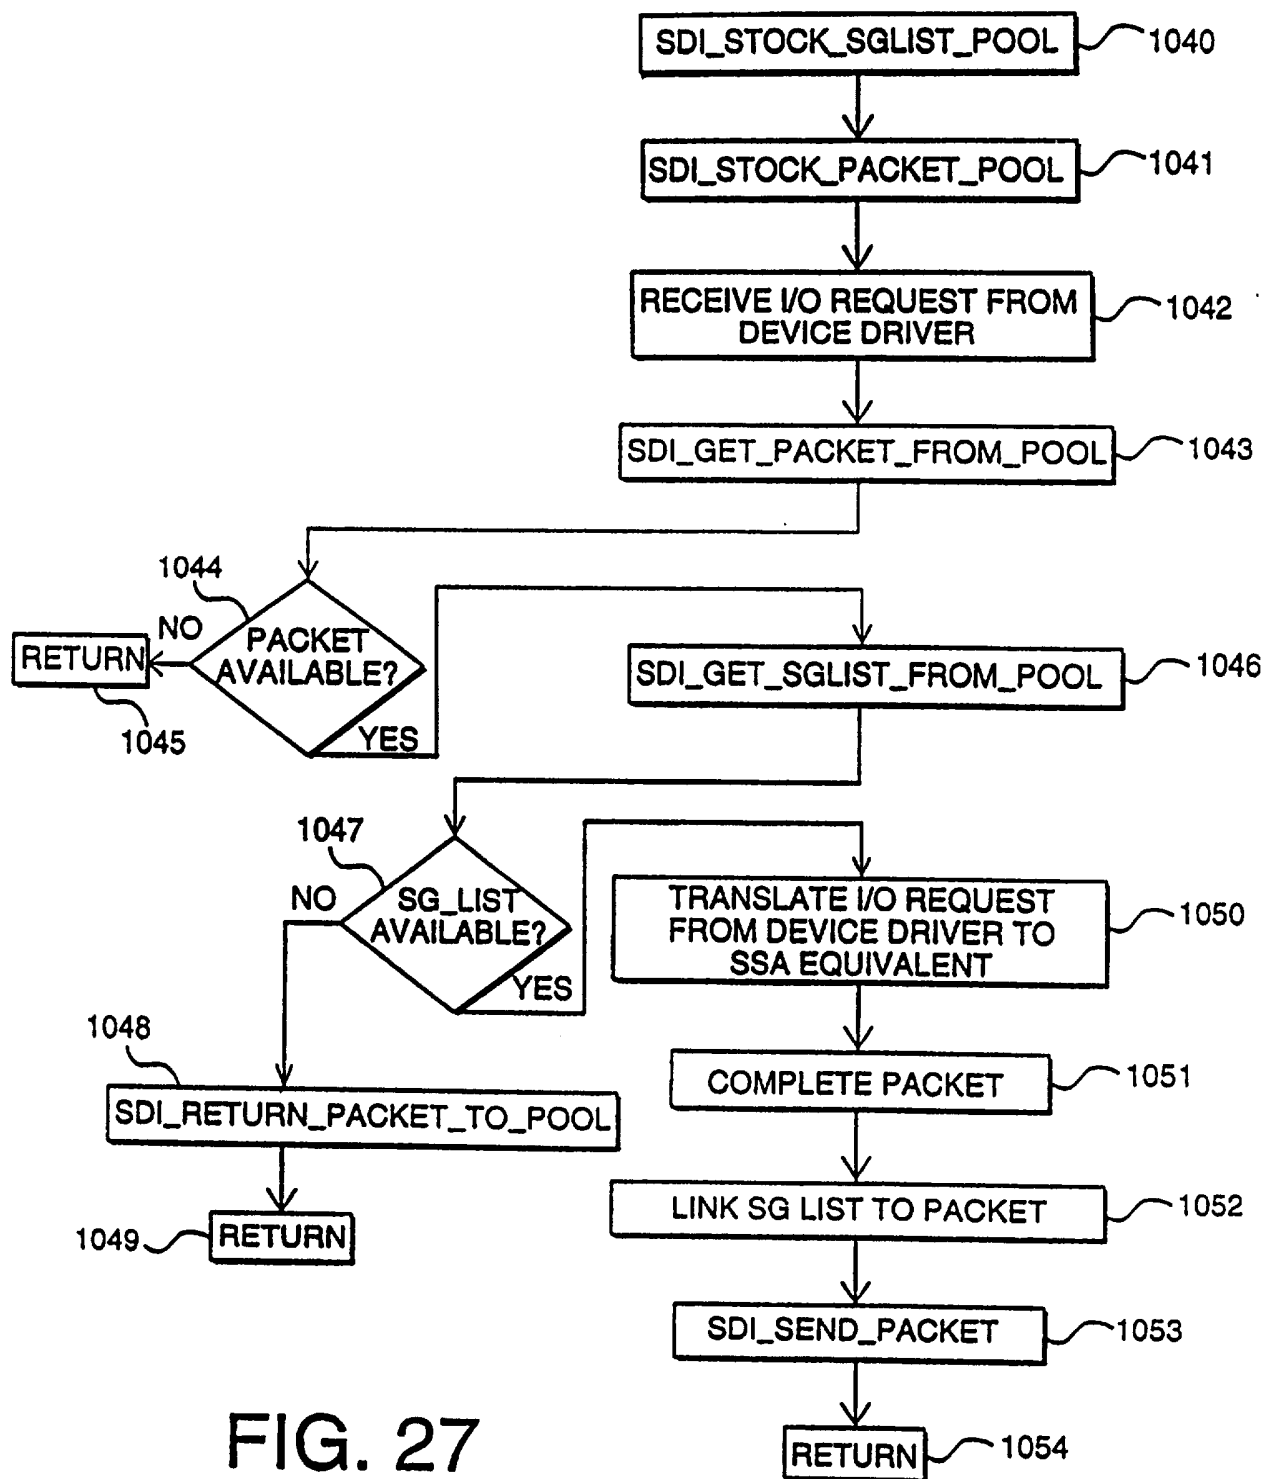 SDI_STOCK_SGLIST_POOL
1040
SDI_STOCK_PACKET_POOL
1041
RECEIVE I/O REQUEST FROM
DEVICE DRIVER
1042
SDI_GET_PACKET_FROM_POOL
1043
1044
NO
PACKET
AVAILABLE?
RETURN
1045
YES
SDI_GET_SGLIST_FROM_POOL
1046
1047
NO
SG_LIST
AVAILABLE?
YES
TRANSLATE I/O REQUEST
FROM DEVICE DRIVER TO
SSA EQUIVALENT
1050
1048
SDI_RETURN_PACKET_TO_POOL
COMPLETE PACKET
1051
1049
RETURN
LINK SG LIST TO PACKET
1052
SDI_SEND_PACKET
1053
RETURN
1054
FIG. 27